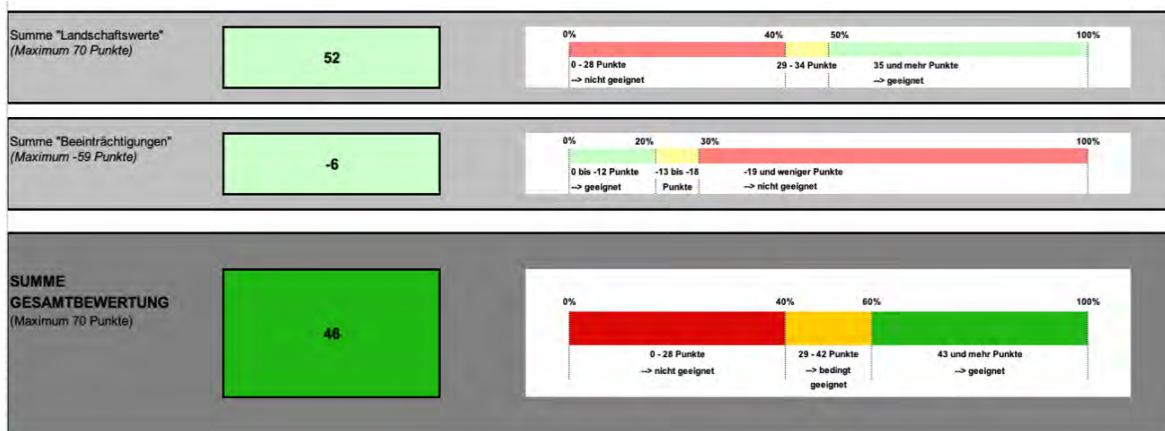 Summe "Landschaftswerte"
(Maximum 70 Punkte)
52
0% 40% 50% 100%
0 - 28 Punkte 29 - 34 Punkte 35 und mehr Punkte
--> nicht geeignet --> geeignet
Summe "Beeinträchtigungen"
(Maximum -59 Punkte)
-6
0% 20% 30% 100%
0 bis -12 Punkte -13 bis -18 -19 und weniger Punkte
--> geeignet Punkte --> nicht geeignet
SUMME
GESAMTBEWERTUNG
(Maximum 70 Punkte)
46
0% 40% 60% 100%
0 - 28 Punkte 29 - 42 Punkte 43 und mehr Punkte
--> nicht geeignet --> bedingt --> geeignet
geeignet